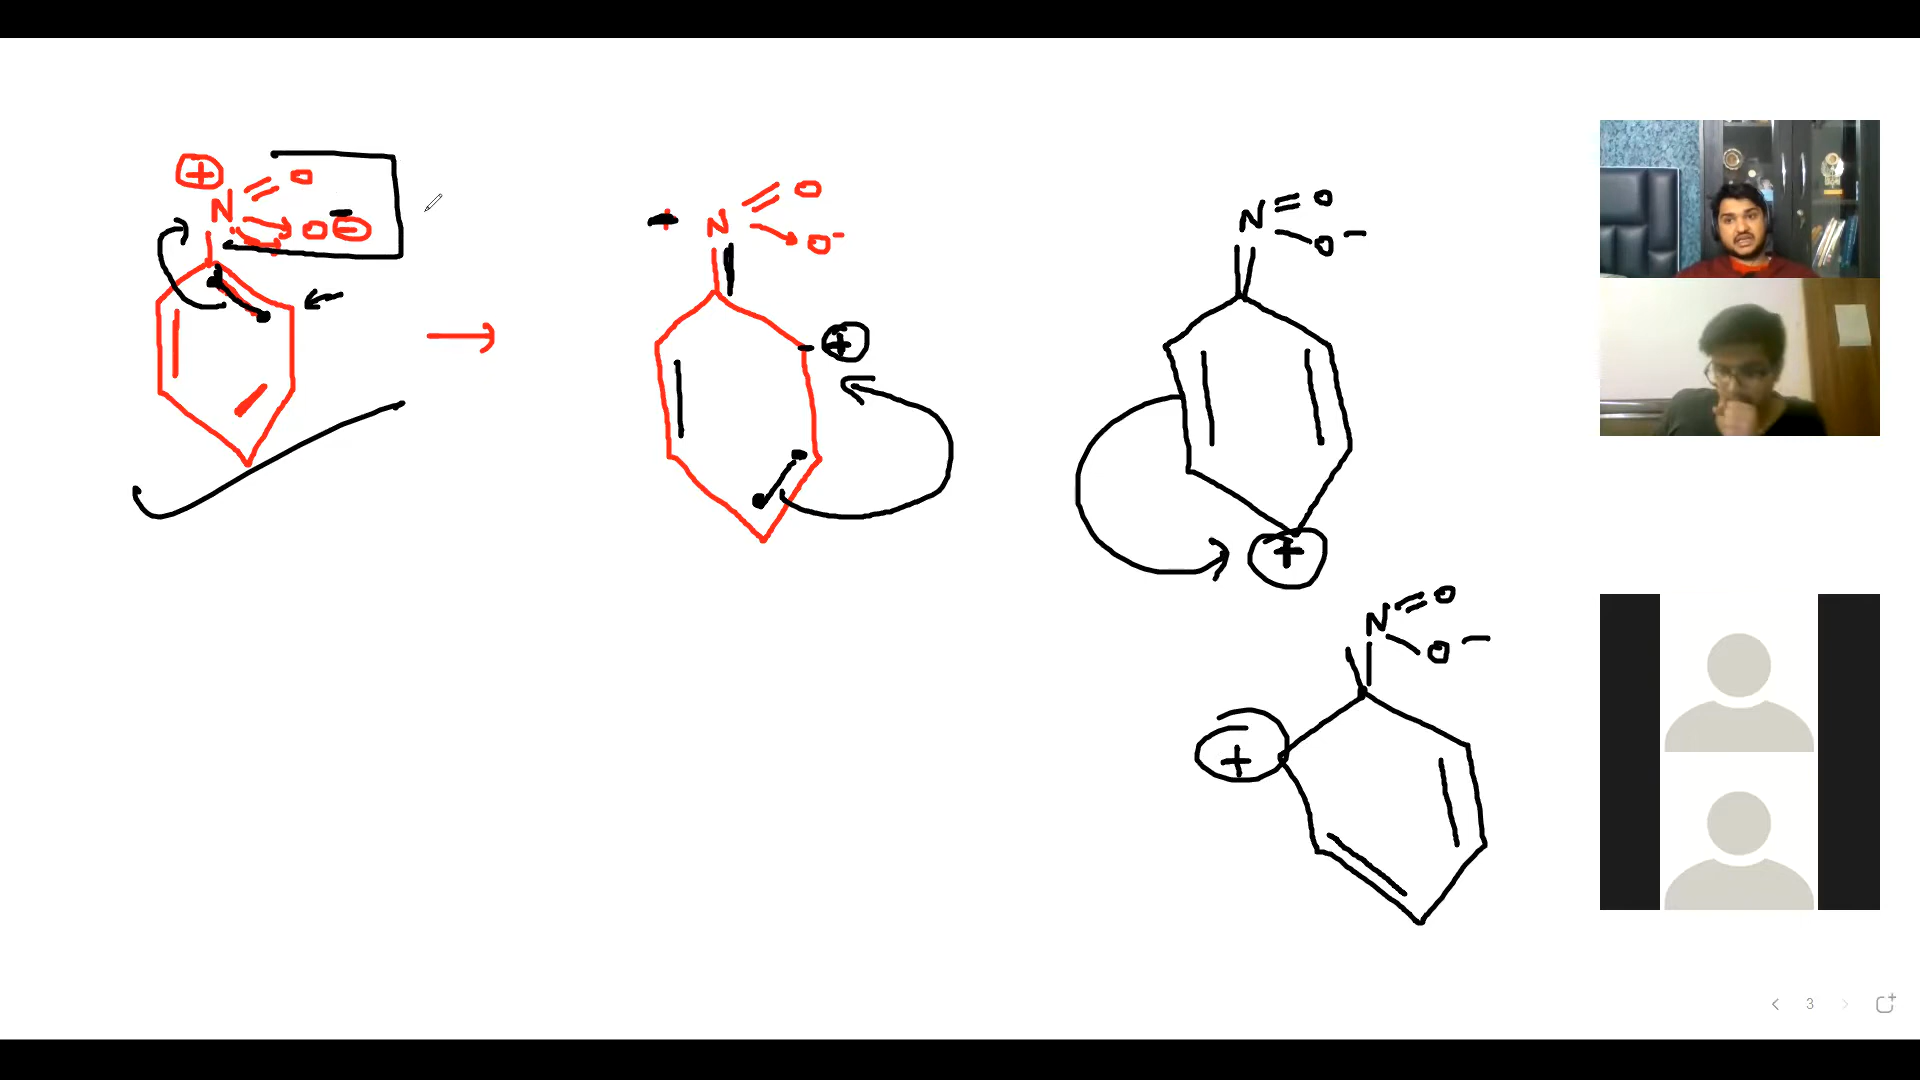 ⊕
N = O
O ⊖
+ N = O
O⁻
⊕
N = O
O⁻
⊕
N = O
O⁻
⊕
3